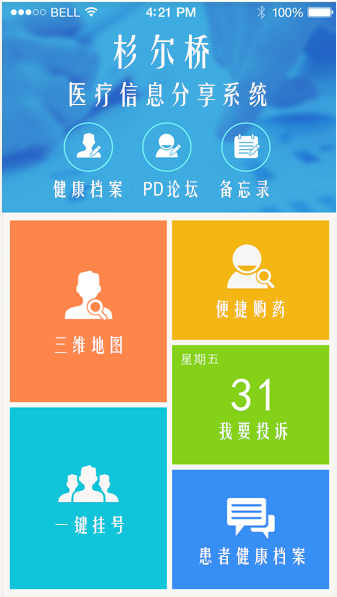 BELL 4:21 PM 100%
杉尔桥
医疗信息分享系统
健康档案 PD论坛 备忘录
三维地图
便捷购药
星期五
31
我要投诉
一键挂号
患者健康档案